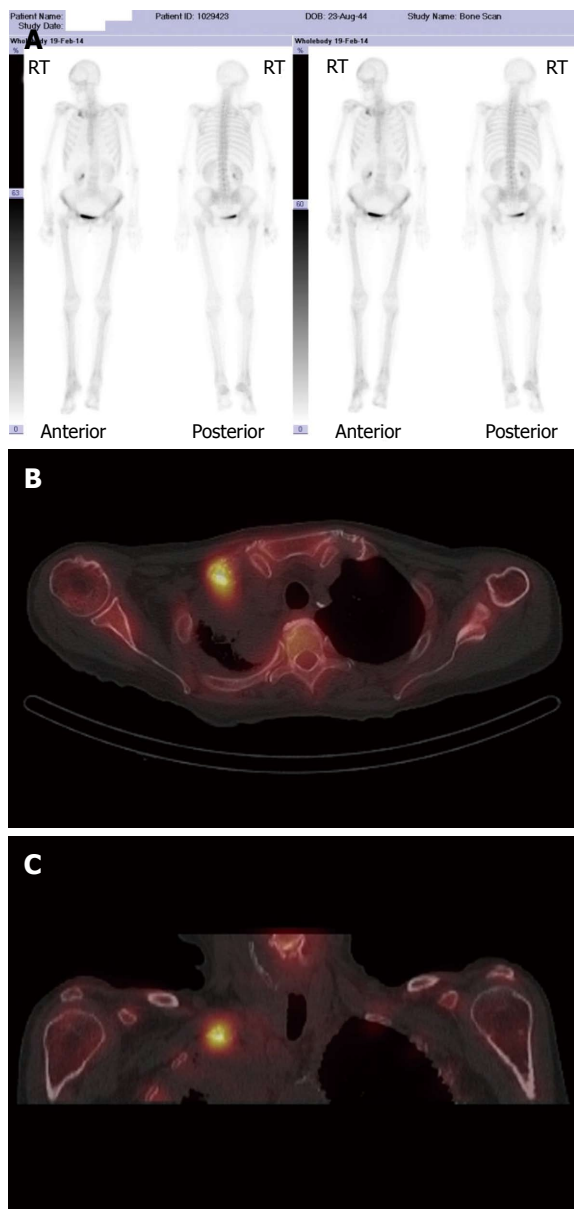 Patient Name: Patient ID: 1029423 DOB: 23-Aug-44 Study Name: Bone Scan
Study Date:
A
Wholebody 19-Feb-14 Wholebody 19-Feb-14
% %
RT RT RT RT
63 60
0 0
Anterior Posterior Anterior Posterior
B
C